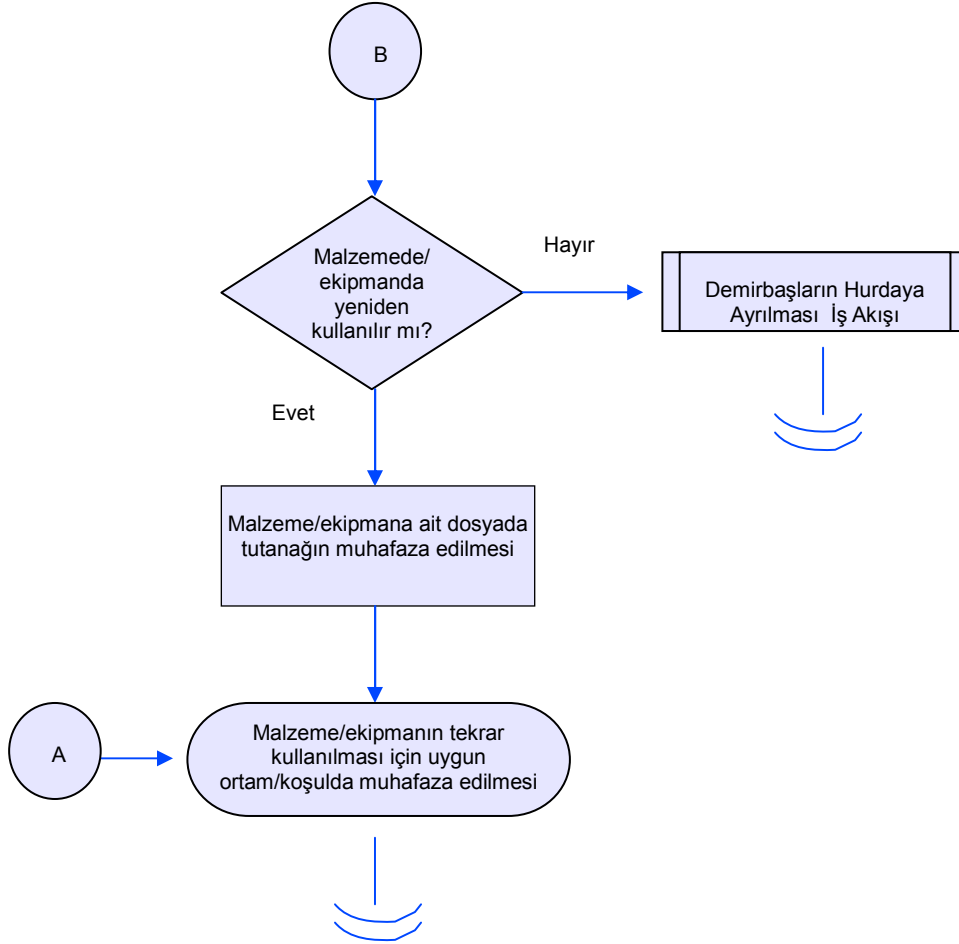 B
Malzemede/
ekipmanda
yeniden
kullanılır mı?
Hayır
Demirbaşların Hurdaya
Ayrılması İş Akışı
Evet
Malzeme/ekipmana ait dosyada
tutanağın muhafaza edilmesi
A
Malzeme/ekipmanın tekrar
kullanılması için uygun
ortam/koşulda muhafaza edilmesi